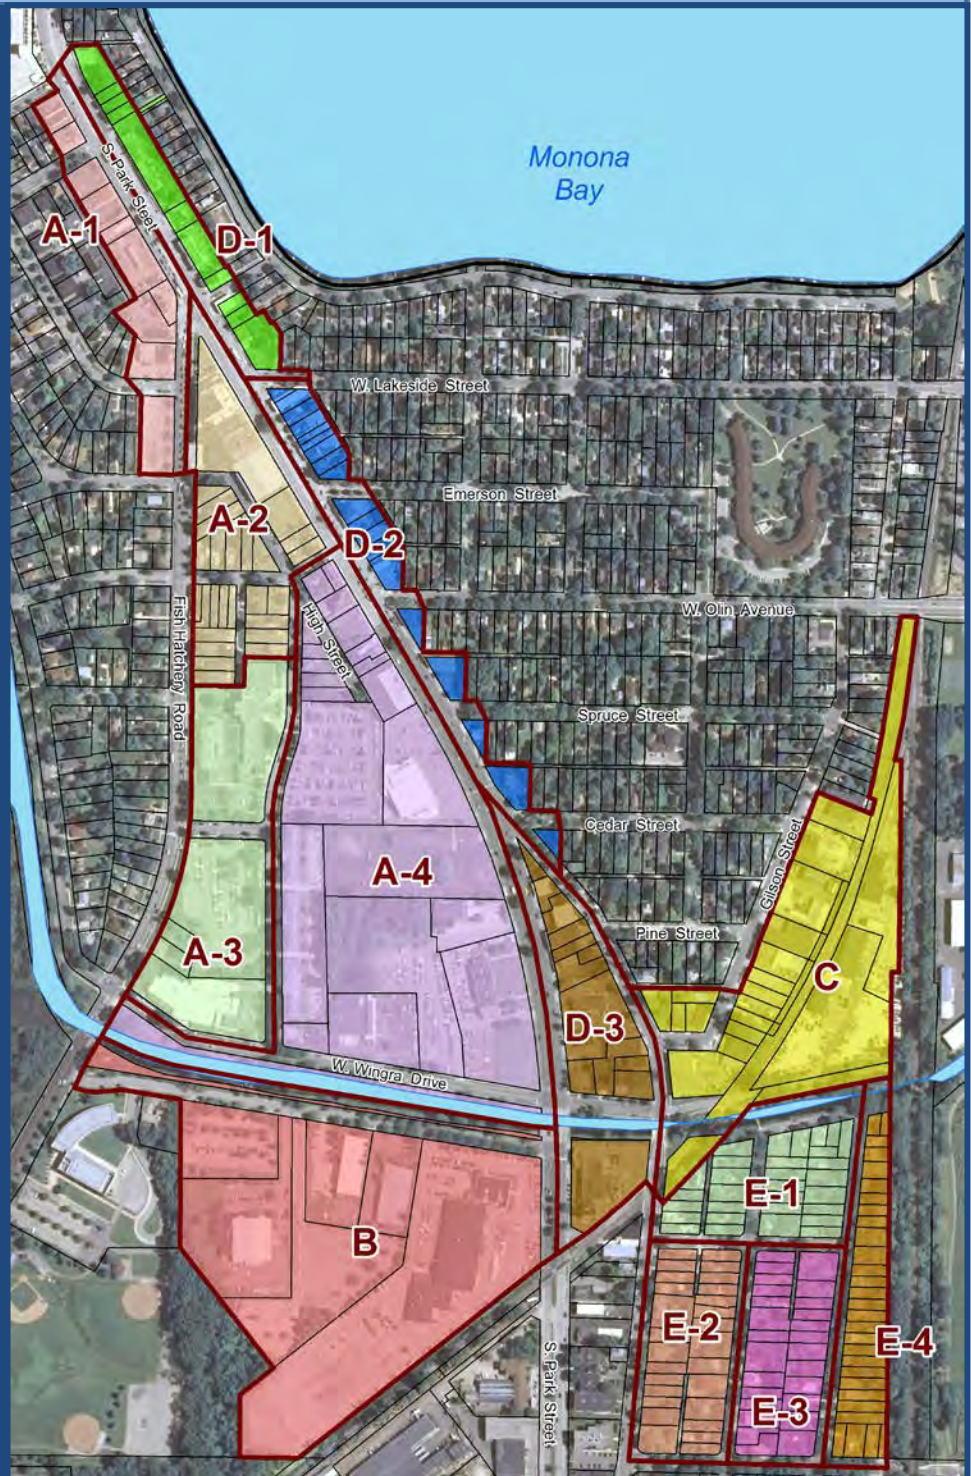 Monona
Bay
S. Park Steet
A-1
D-1
W. Lakeside Street
Emerson Street
A-2
D-2
Fish Hatchery Road
High Street
W. Olin Avenue
Spruce Street
Cedar Street
Gilson Street
A-4
Pine Street
A-3
C
D-3
W. Wingra Drive
E-1
B
E-2
E-4
S. Park Street
E-3